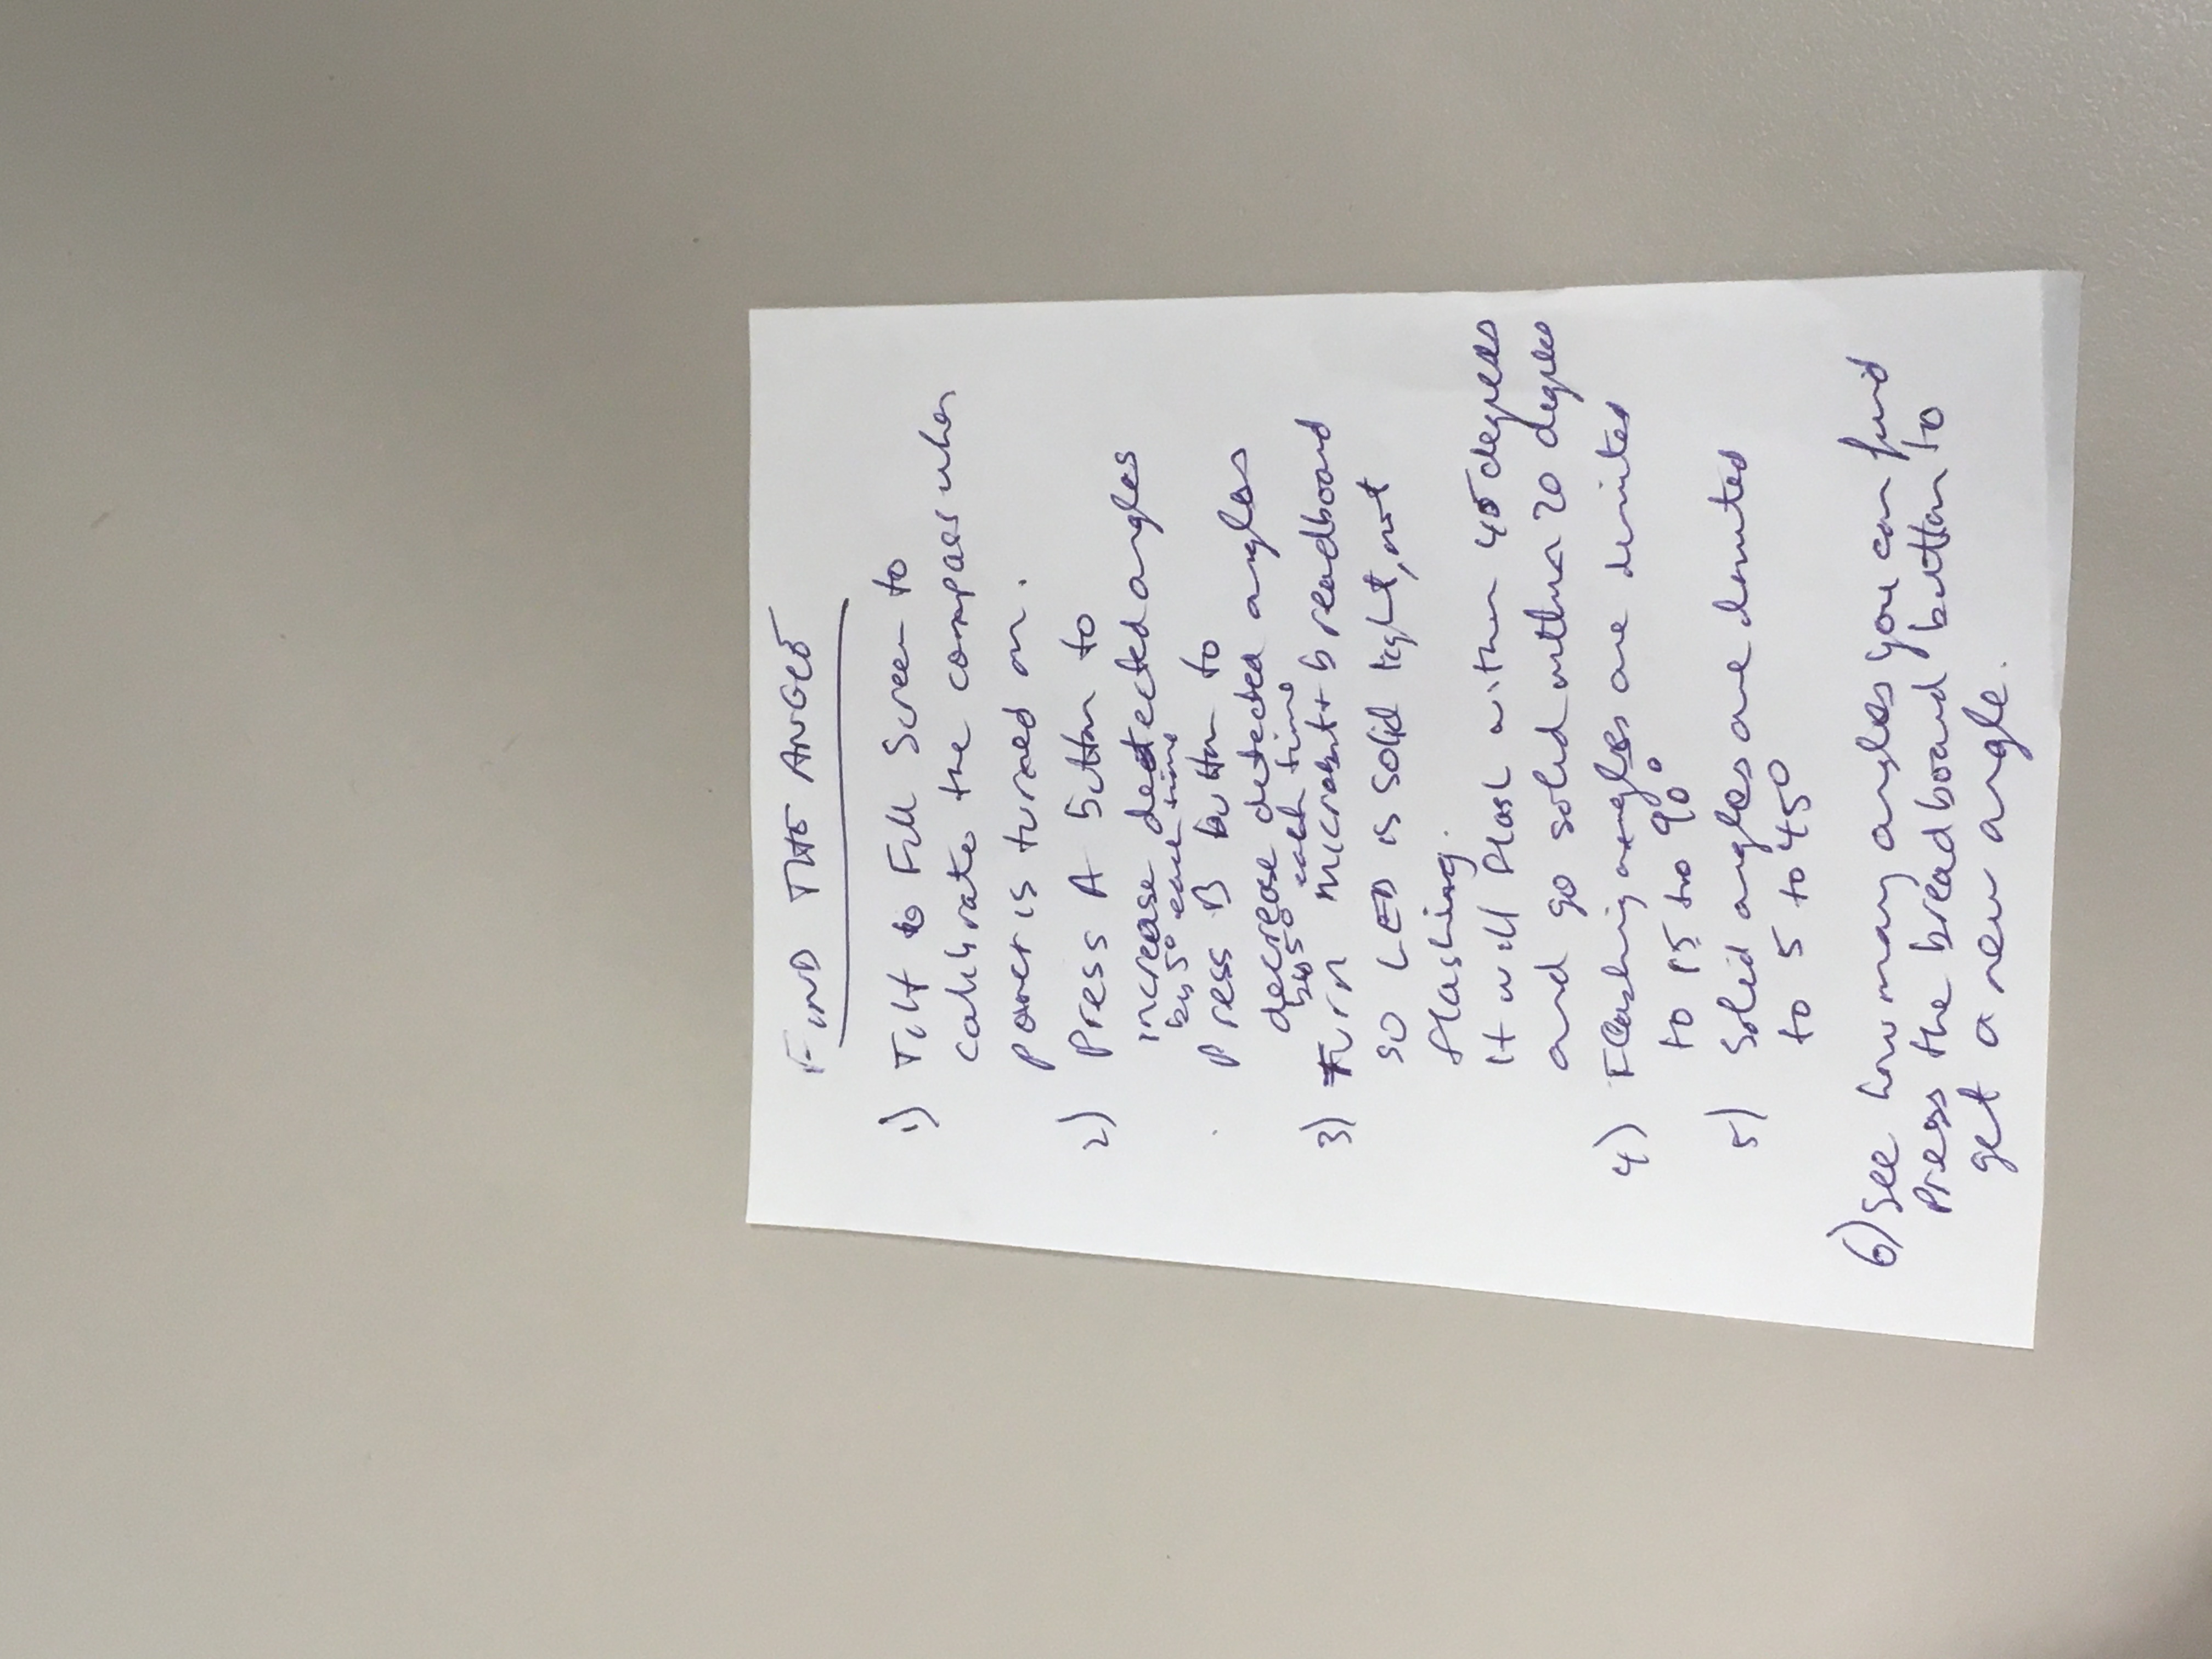 FIND THE ANGLE
1) Tilt to Fill Screen to
calibrate the compass when
power is turned on.
2) Press A button to
increase detected angles
by 5° each time
Press B button to
decrease detected angles
by 5° each time
3) Turn microbit + breadboard
so LED is solid light, not
flashing.
It will flash within 45 degrees
and go solid within 20 degrees
4) Flashing angles are limited
to 15 to 90°
5) Solid angles are limited
to 5 to 45°
6) See how many angles you can find
Press the breadboard button to
get a new angle.